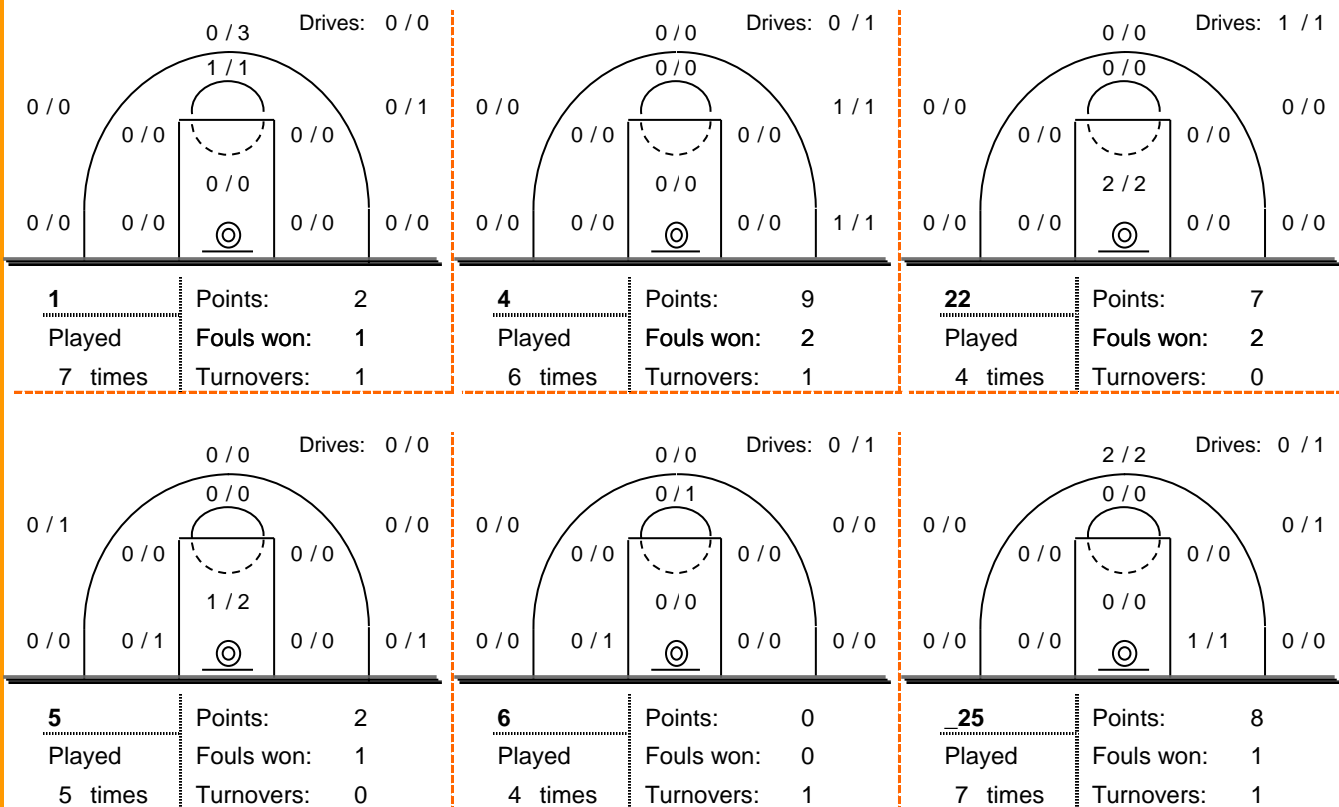 0 / 3 Drives: 0 / 0
1 / 1
0 / 0 0 / 1
0 / 0 0 / 0
0 / 0
0 / 0 0 / 0 0 / 0 0 / 0
1 Points: 2
Played Fouls won: 1
7 times Turnovers: 1
0 / 0 Drives: 0 / 1
0 / 0
0 / 0 1 / 1
0 / 0 0 / 0
0 / 0
0 / 0 0 / 0 0 / 0 1 / 1
4 Points: 9
Played Fouls won: 2
6 times Turnovers: 1
0 / 0 Drives: 1 / 1
0 / 0
0 / 0 0 / 0
0 / 0 0 / 0
2 / 2
0 / 0 0 / 0 0 / 0 0 / 0
22 Points: 7
Played Fouls won: 2
4 times Turnovers: 0
0 / 0 Drives: 0 / 0
0 / 0
0 / 1 0 / 0
0 / 0 0 / 0
1 / 2
0 / 0 0 / 1 0 / 0 0 / 1
5 Points: 2
Played Fouls won: 1
5 times Turnovers: 0
0 / 0 Drives: 0 / 1
0 / 1
0 / 0 0 / 0
0 / 0 0 / 0
0 / 0
0 / 0 0 / 1 0 / 0 0 / 0
6 Points: 0
Played Fouls won: 0
4 times Turnovers: 1
2 / 2 Drives: 0 / 1
0 / 0
0 / 0 0 / 1
0 / 0 0 / 0
0 / 0
0 / 0 0 / 0 1 / 1 0 / 0
_25 Points: 8
Played Fouls won: 1
7 times Turnovers: 1